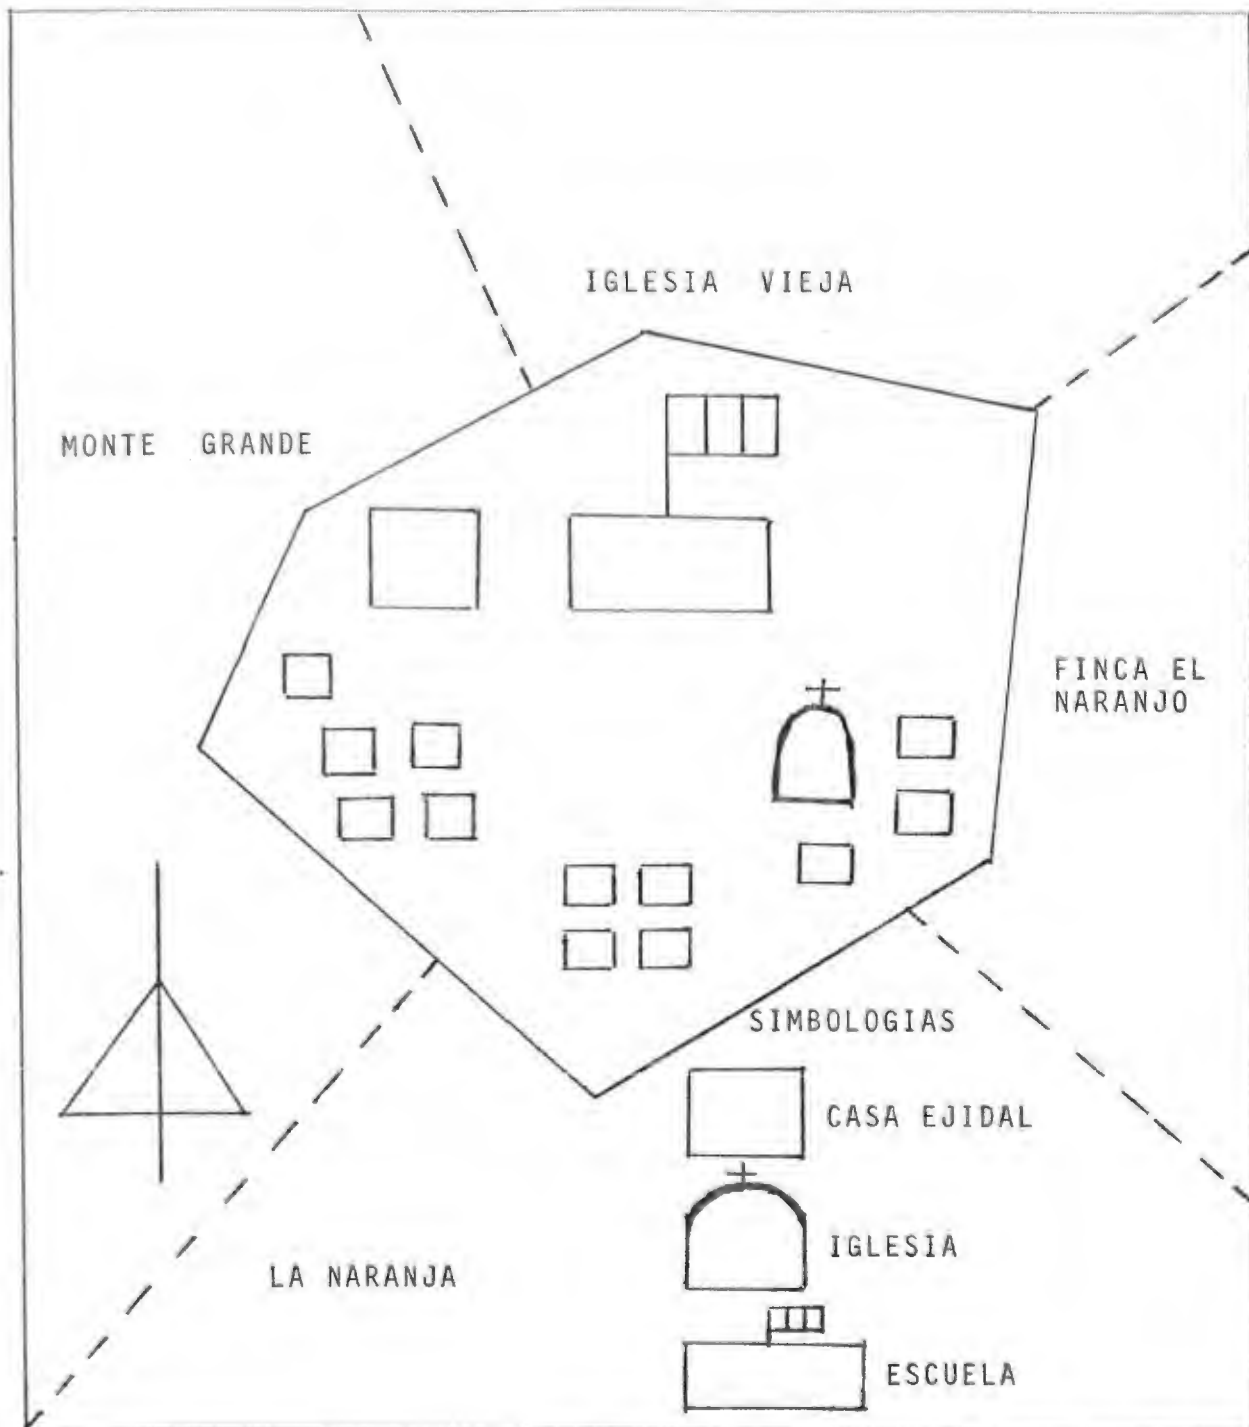 IGLESIA VIEJA
MONTE GRANDE
FINCA EL
NARANJO
SIMBOLOGIAS
CASA EJIDAL
IGLESIA
LA NARANJA
ESCUELA